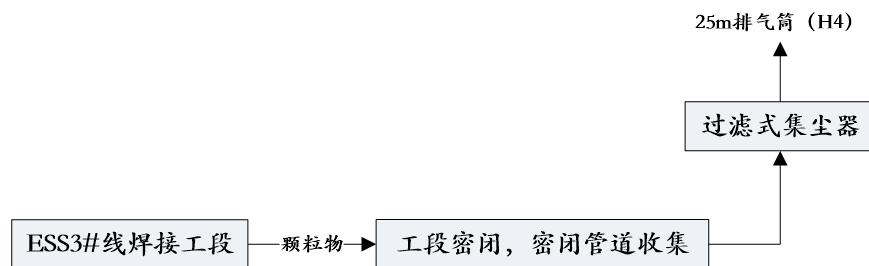 25m排气筒（H4）
过滤式集尘器
ESS3#线焊接工段
颗粒物
工段密闭，密闭管道收集